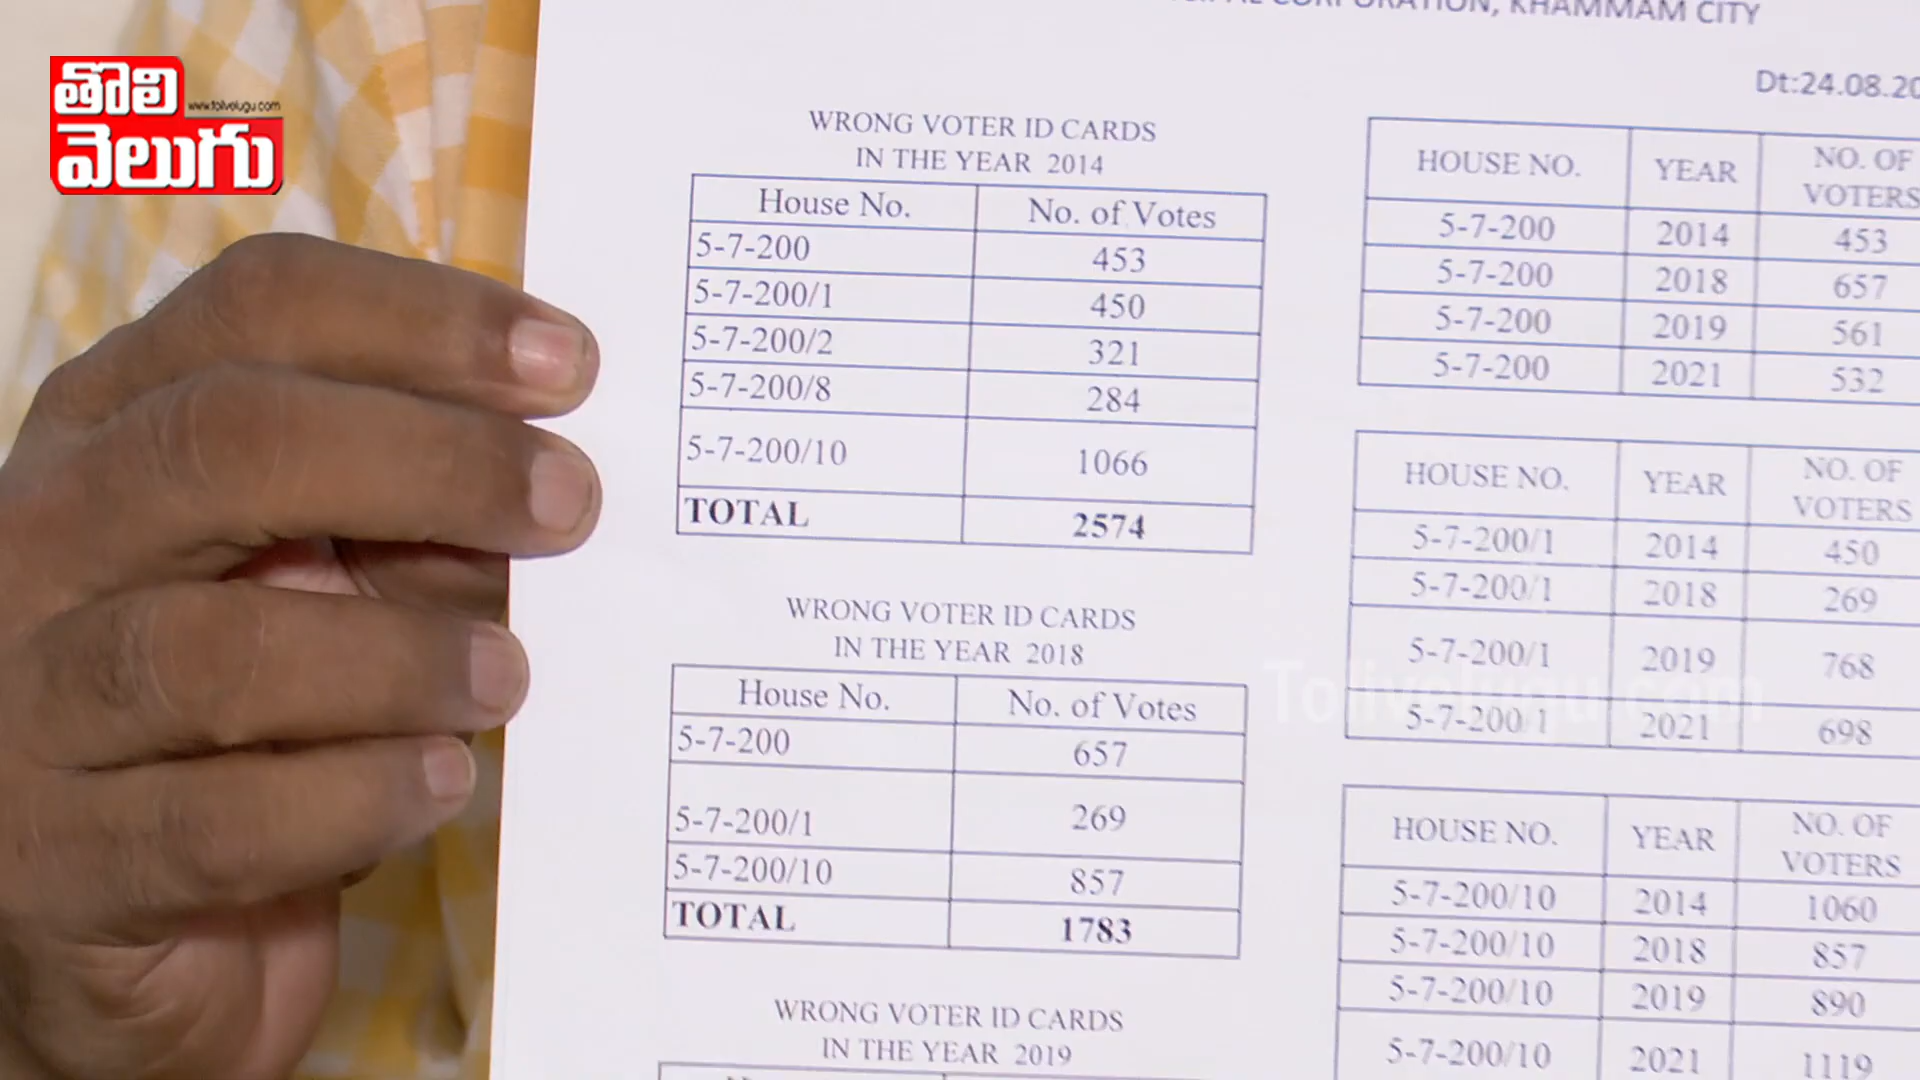 తొలి
www.tolivelugu.com
వెలుగు
CORPORATION, KHAMMAM CITY
WRONG VOTER ID CARDS
IN THE YEAR 2014
House No. No. of Votes
5-7-200 453
5-7-200/1 450
5-7-200/2 321
5-7-200/8 284
5-7-200/10 1066
TOTAL 2574
WRONG VOTER ID CARDS
IN THE YEAR 2018
House No. No. of Votes
5-7-200 657
5-7-200/1 269
5-7-200/10 857
TOTAL 1783
WRONG VOTER ID CARDS
IN THE YEAR 2019
Dt:24.08.20
HOUSE NO. YEAR NO. OF VOTERS
5-7-200 2014 453
5-7-200 2018 657
5-7-200 2019 561
5-7-200 2021 532
HOUSE NO. YEAR NO. OF VOTERS
5-7-200/1 2014 450
5-7-200/1 2018 269
5-7-200/1 2019 768
5-7-200/1 2021 698
Tolivelugu.com
HOUSE NO. YEAR NO. OF VOTERS
5-7-200/10 2014 1060
5-7-200/10 2018 857
5-7-200/10 2019 890
5-7-200/10 2021 1119